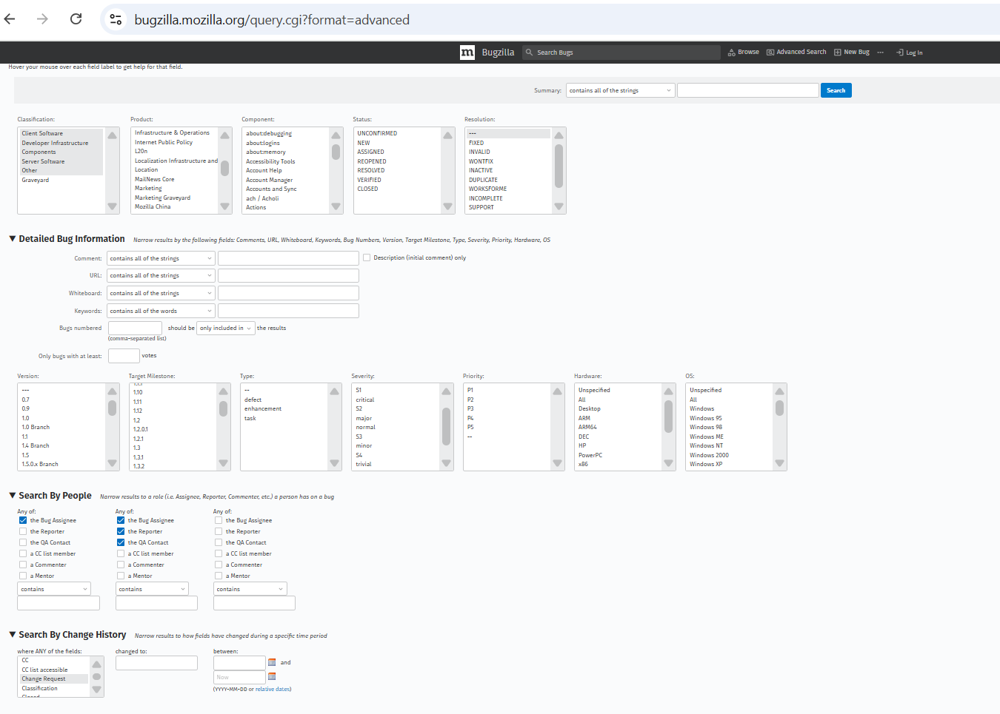 bugzilla.mozilla.org/query.cgi?format=advanced
m Bugzilla Search Bugs Browse Advanced Search New Bug ... Log In
Hover your mouse over each field label to get help for that field.
Summary: contains all of the strings Search
Classification: Product: Component: Status: Resolution:
Client Software Infrastructure & Operations about:debugging UNCONFIRMED ---
Developer Infrastructure Internet Public Policy about:logins NEW FIXED
Components L20n about:memory ASSIGNED INVALID
Server Software Localization Infrastructure and Accessibility Tools REOPENED WONTFIX
Other Location Account Help RESOLVED INACTIVE
Graveyard MailNews Core Account Manager VERIFIED DUPLICATE
Marketing Accounts and Sync CLOSED WORKSFORME
Marketing Graveyard ach / Acholi INCOMPLETE
Mozilla China Actions SUPPORT
Detailed Bug Information Narrow results by the following fields: Comments, URL, Whiteboard, Keywords, Bug Numbers, Version, Target Milestone, Type, Severity, Priority, Hardware, OS
Comment: contains all of the strings Description (initial comment) only
URL: contains all of the strings
Whiteboard: contains all of the strings
Keywords: contains all of the words
Bugs numbered should be only included in the results
(comma-separated list)
Only bugs with at least: votes
Version: Target Milestone: Type: Severity: Priority: Hardware: OS:
--- 1.10 -- S1 P1 Unspecified Unspecified
0.7 1.11 defect critical P2 All All
0.9 1.12 enhancement S2 P3 Desktop Windows
1.0 1.2 task major P4 ARM Windows 95
1.0 Branch 1.2.0.1 normal P5 ARM64 Windows 98
1.1 1.2.1 S3 -- DEC Windows ME
1.4 Branch 1.3 minor HP Windows NT
1.5 1.3.1 S4 PowerPC Windows 2000
1.5.0.x Branch 1.3.2 trivial x86 Windows XP
Search By People Narrow results to a role (i.e. Assignee, Reporter, Commenter, etc.) a person has on a bug
Any of: Any of: Any of:
the Bug Assignee the Bug Assignee the Bug Assignee
the Reporter the Reporter the Reporter
the QA Contact the QA Contact the QA Contact
a CC list member a CC list member a CC list member
a Commenter a Commenter a Commenter
a Mentor a Mentor a Mentor
contains contains contains
Search By Change History Narrow results to how fields have changed during a specific time period
where ANY of the fields: changed to: between:
CC and
CC list accessible
Change Request Now
Classification (YYYY-MM-DD or relative dates)
Closed